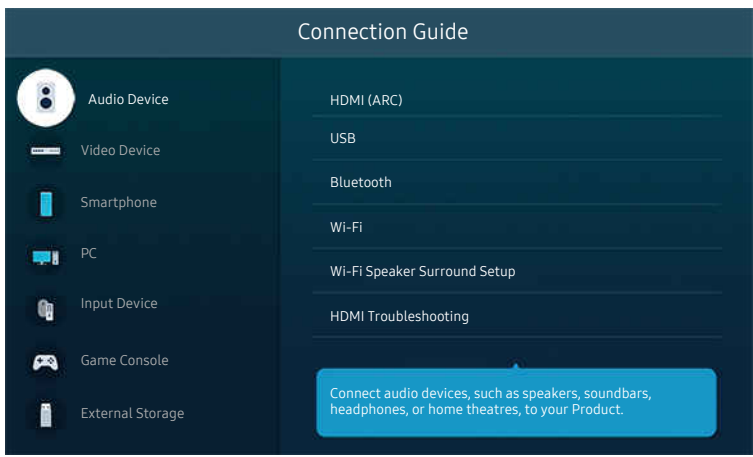 Connection Guide
Audio Device
Video Device
Smartphone
PC
Input Device
Game Console
External Storage
HDMI (ARC)
USB
Bluetooth
Wi-Fi
Wi-Fi Speaker Surround Setup
HDMI Troubleshooting
Connect audio devices, such as speakers, soundbars,
headphones, or home theatres, to your Product.